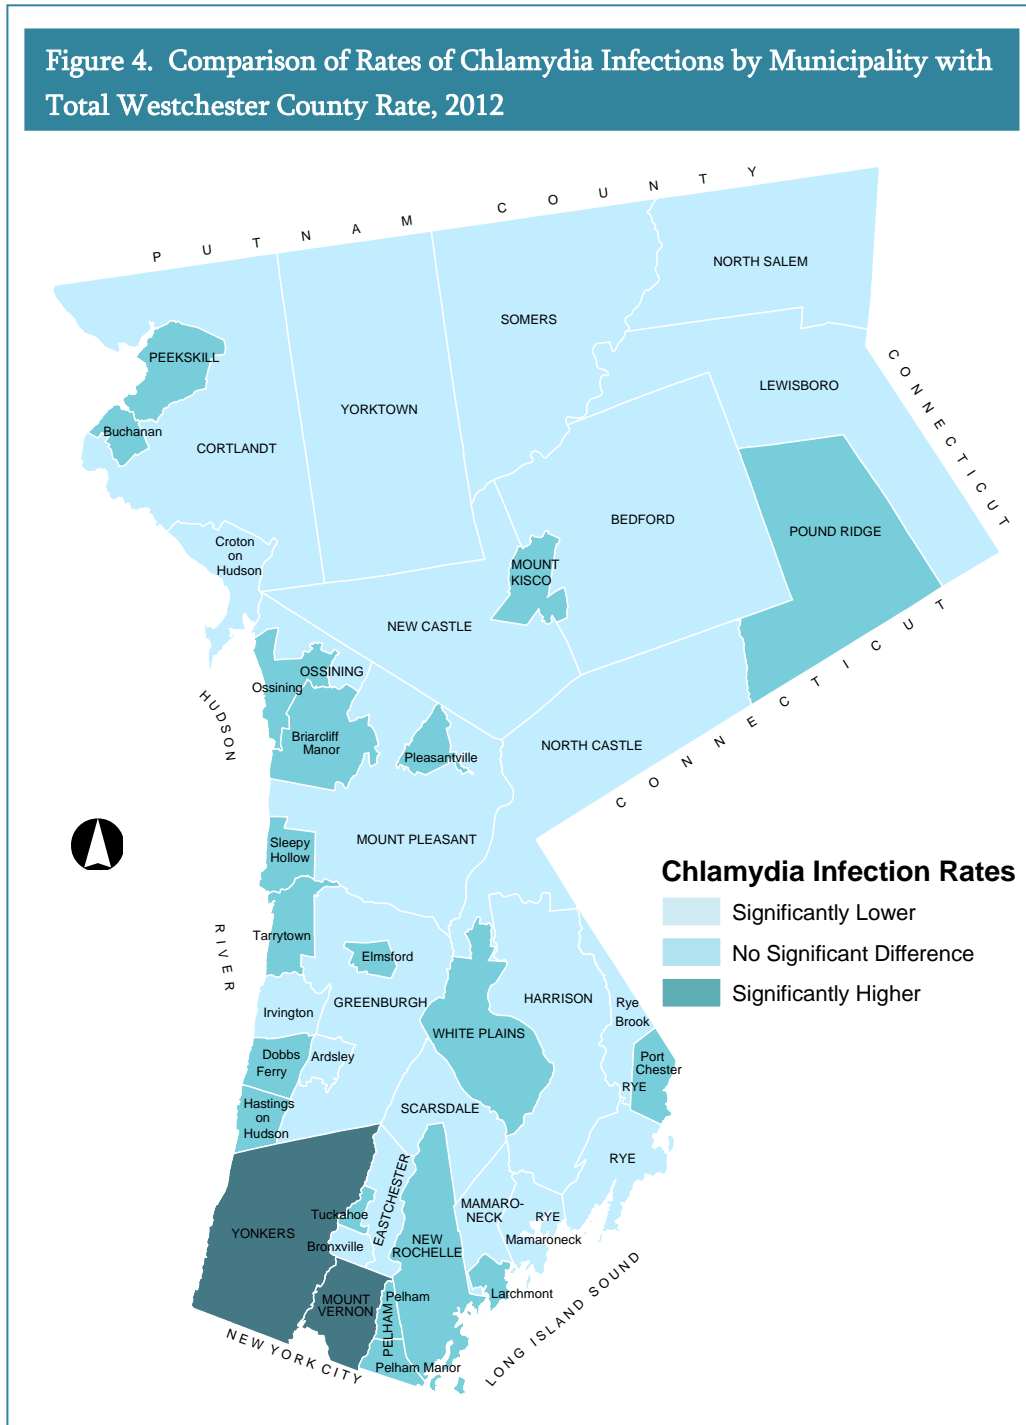 Figure 4. Comparison of Rates of Chlamydia Infections by Municipality with
Total Westchester County Rate, 2012
PUTNAM COUNTY
NORTH SALEM
SOMERS
PEEKSKILL
LEWISBORO
CONNECTICUT
YORKTOWN
Buchanan
CORTLANDT
BEDFORD
POUND RIDGE
Croton
on
Hudson
MOUNT
KISCO
NEW CASTLE
OSSINING
Ossining
HUDSON
Briarcliff
Manor
Pleasantville
NORTH CASTLE
CONNECTICUT
MOUNT PLEASANT
Sleepy
Hollow
Chlamydia Infection Rates
Significantly Lower
No Significant Difference
Significantly Higher
RIVER
Tarrytown
Elmsford
GREENBURGH
HARRISON
Rye
Brook
Irvington
WHITE PLAINS
Dobbs
Ferry
Ardsley
Port
Chester
RYE
Hastings
on
Hudson
SCARSDALE
RYE
EASTCHESTER
Tuckahoe
MAMARO-
NECK
RYE
YONKERS
Bronxville
NEW
ROCHELLE
Mamaroneck
MOUNT
VERNON
Pelham
PELHAM
Larchmont
LONG ISLAND SOUND
NEW YORK CITY
Pelham Manor